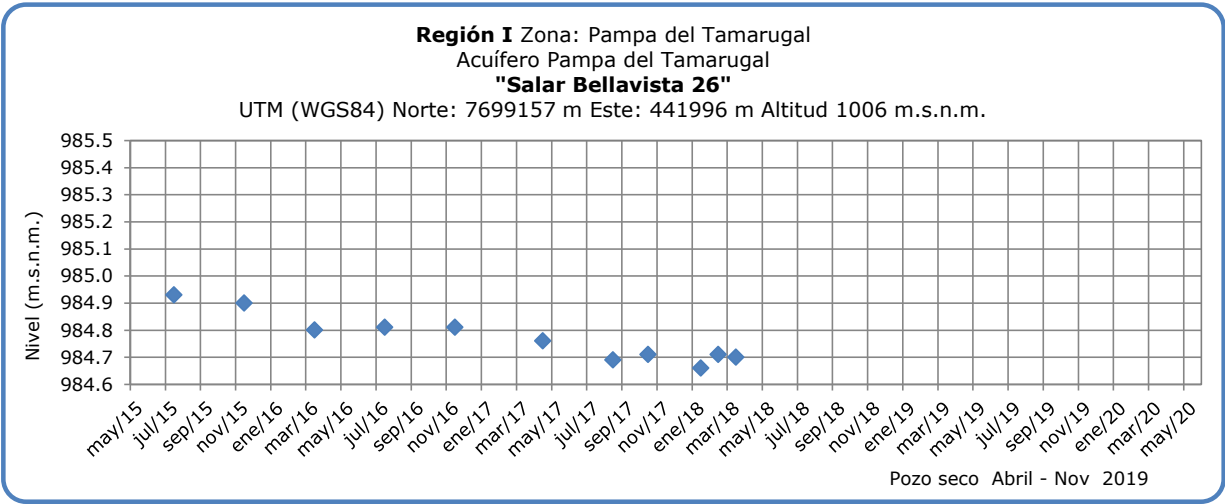 Región I Zona: Pampa del Tamarugal
Acuífero Pampa del Tamarugal
"Salar Bellavista 26"
UTM (WGS84) Norte: 7699157 m Este: 441996 m Altitud 1006 m.s.n.m.
Nivel (m.s.n.m.)
985.5
985.4
985.3
985.2
985.1
985.0
984.9
984.8
984.7
984.6
may/15
jul/15
sep/15
nov/15
ene/16
mar/16
may/16
jul/16
sep/16
nov/16
ene/17
mar/17
may/17
jul/17
sep/17
nov/17
ene/18
mar/18
may/18
jul/18
sep/18
nov/18
ene/19
mar/19
may/19
jul/19
sep/19
nov/19
ene/20
mar/20
may/20
Pozo seco Abril - Nov 2019